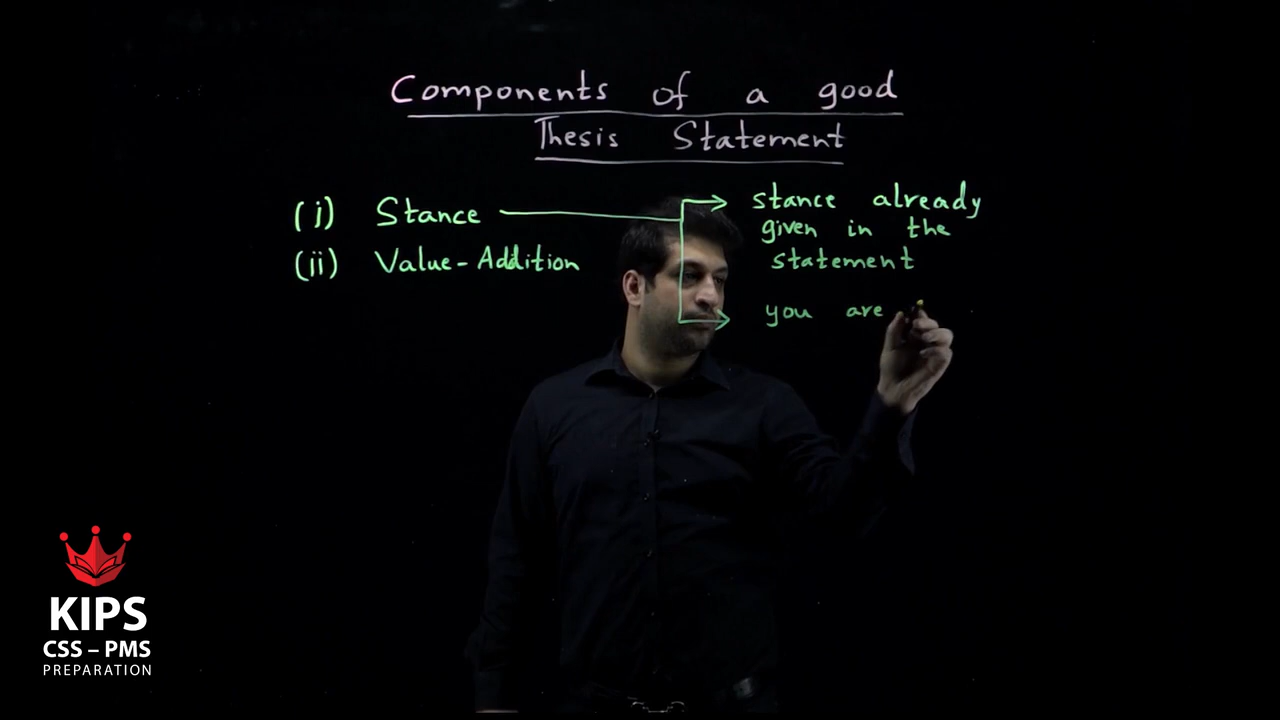 Components of a good
Thesis Statement
(i) Stance
stance already
given in the
statement
(ii) Value-Addition
you are
KIPS
CSS – PMS
PREPARATION